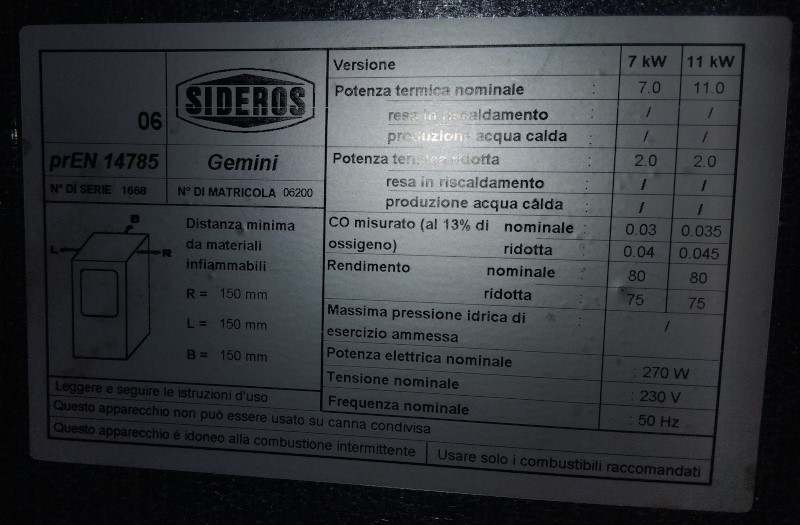 06
SIDEROS
prEN 14785
Gemini
N° DI SERIE 1668
N° DI MATRICOLA 06200
B
L
R
Distanza minima
da materiali
infiammabili
R = 150 mm
L = 150 mm
B = 150 mm
Versione 7 kW 11 kW
Potenza termica nominale : 7.0 11.0
resa in riscaldamento : / /
produzione acqua calda : / /
Potenza termica ridotta : 2.0 2.0
resa in riscaldamento : / /
produzione acqua calda : / /
CO misurato (al 13% di nominale : 0.03 0.035
ossigeno) ridotta : 0.04 0.045
Rendimento nominale : 80 80
ridotta : 75 75
Massima pressione idrica di
esercizio ammessa /
Potenza elettrica nominale : 270 W
Tensione nominale : 230 V
Frequenza nominale : 50 Hz
Leggere e seguire le istruzioni d'uso
Questo apparecchio non può essere usato su canna condivisa
Questo apparecchio é idoneo alla combustione intermittente
Usare solo i combustibili raccomandati